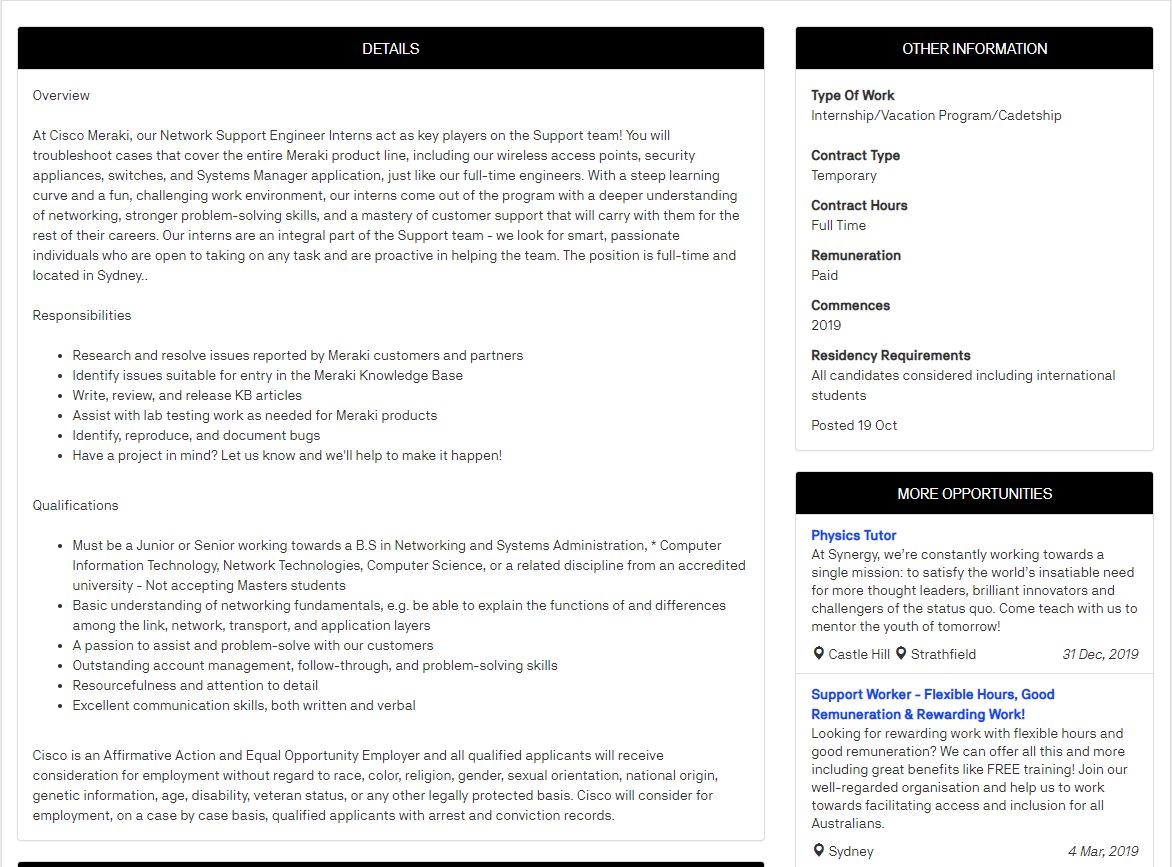 DETAILS
Overview
At Cisco Meraki, our Network Support Engineer Interns act as key players on the Support team! You will
troubleshoot cases that cover the entire Meraki product line, including our wireless access points, security
appliances, switches, and Systems Manager application, just like our full-time engineers. With a steep learning
curve and a fun, challenging work environment, our interns come out of the program with a deeper understanding
of networking, stronger problem-solving skills, and a mastery of customer support that will carry with them for the
rest of their careers. Our interns are an integral part of the Support team - we look for smart, passionate
individuals who are open to taking on any task and are proactive in helping the team. The position is full-time and
located in Sydney..
Responsibilities
• Research and resolve issues reported by Meraki customers and partners
• Identify issues suitable for entry in the Meraki Knowledge Base
• Write, review, and release KB articles
• Assist with lab testing work as needed for Meraki products
• Identify, reproduce, and document bugs
• Have a project in mind? Let us know and we'll help to make it happen!
Qualifications
• Must be a Junior or Senior working towards a B.S in Networking and Systems Administration, * Computer
Information Technology, Network Technologies, Computer Science, or a related discipline from an accredited
university - Not accepting Masters students
• Basic understanding of networking fundamentals, e.g. be able to explain the functions of and differences
among the link, network, transport, and application layers
• A passion to assist and problem-solve with our customers
• Outstanding account management, follow-through, and problem-solving skills
• Resourcefulness and attention to detail
• Excellent communication skills, both written and verbal
Cisco is an Affirmative Action and Equal Opportunity Employer and all qualified applicants will receive
consideration for employment without regard to race, color, religion, gender, sexual orientation, national origin,
genetic information, age, disability, veteran status, or any other legally protected basis. Cisco will consider for
employment, on a case by case basis, qualified applicants with arrest and conviction records.
OTHER INFORMATION
Type Of Work
Internship/Vacation Program/Cadetship
Contract Type
Temporary
Contract Hours
Full Time
Remuneration
Paid
Commences
2019
Residency Requirements
All candidates considered including international
students
Posted 19 Oct
MORE OPPORTUNITIES
Physics Tutor
At Synergy, we're constantly working towards a
single mission: to satisfy the world's insatiable need
for more thought leaders, brilliant innovators and
challengers of the status quo. Come teach with us to
mentor the youth of tomorrow!
Castle Hill Strathfield 31 Dec, 2019
Support Worker - Flexible Hours, Good
Remuneration & Rewarding Work!
Looking for rewarding work with flexible hours and
good remuneration? We can offer all this and more
including great benefits like FREE training! Join our
well-regarded organisation and help us to work
towards facilitating access and inclusion for all
Australians.
Sydney 4 Mar, 2019